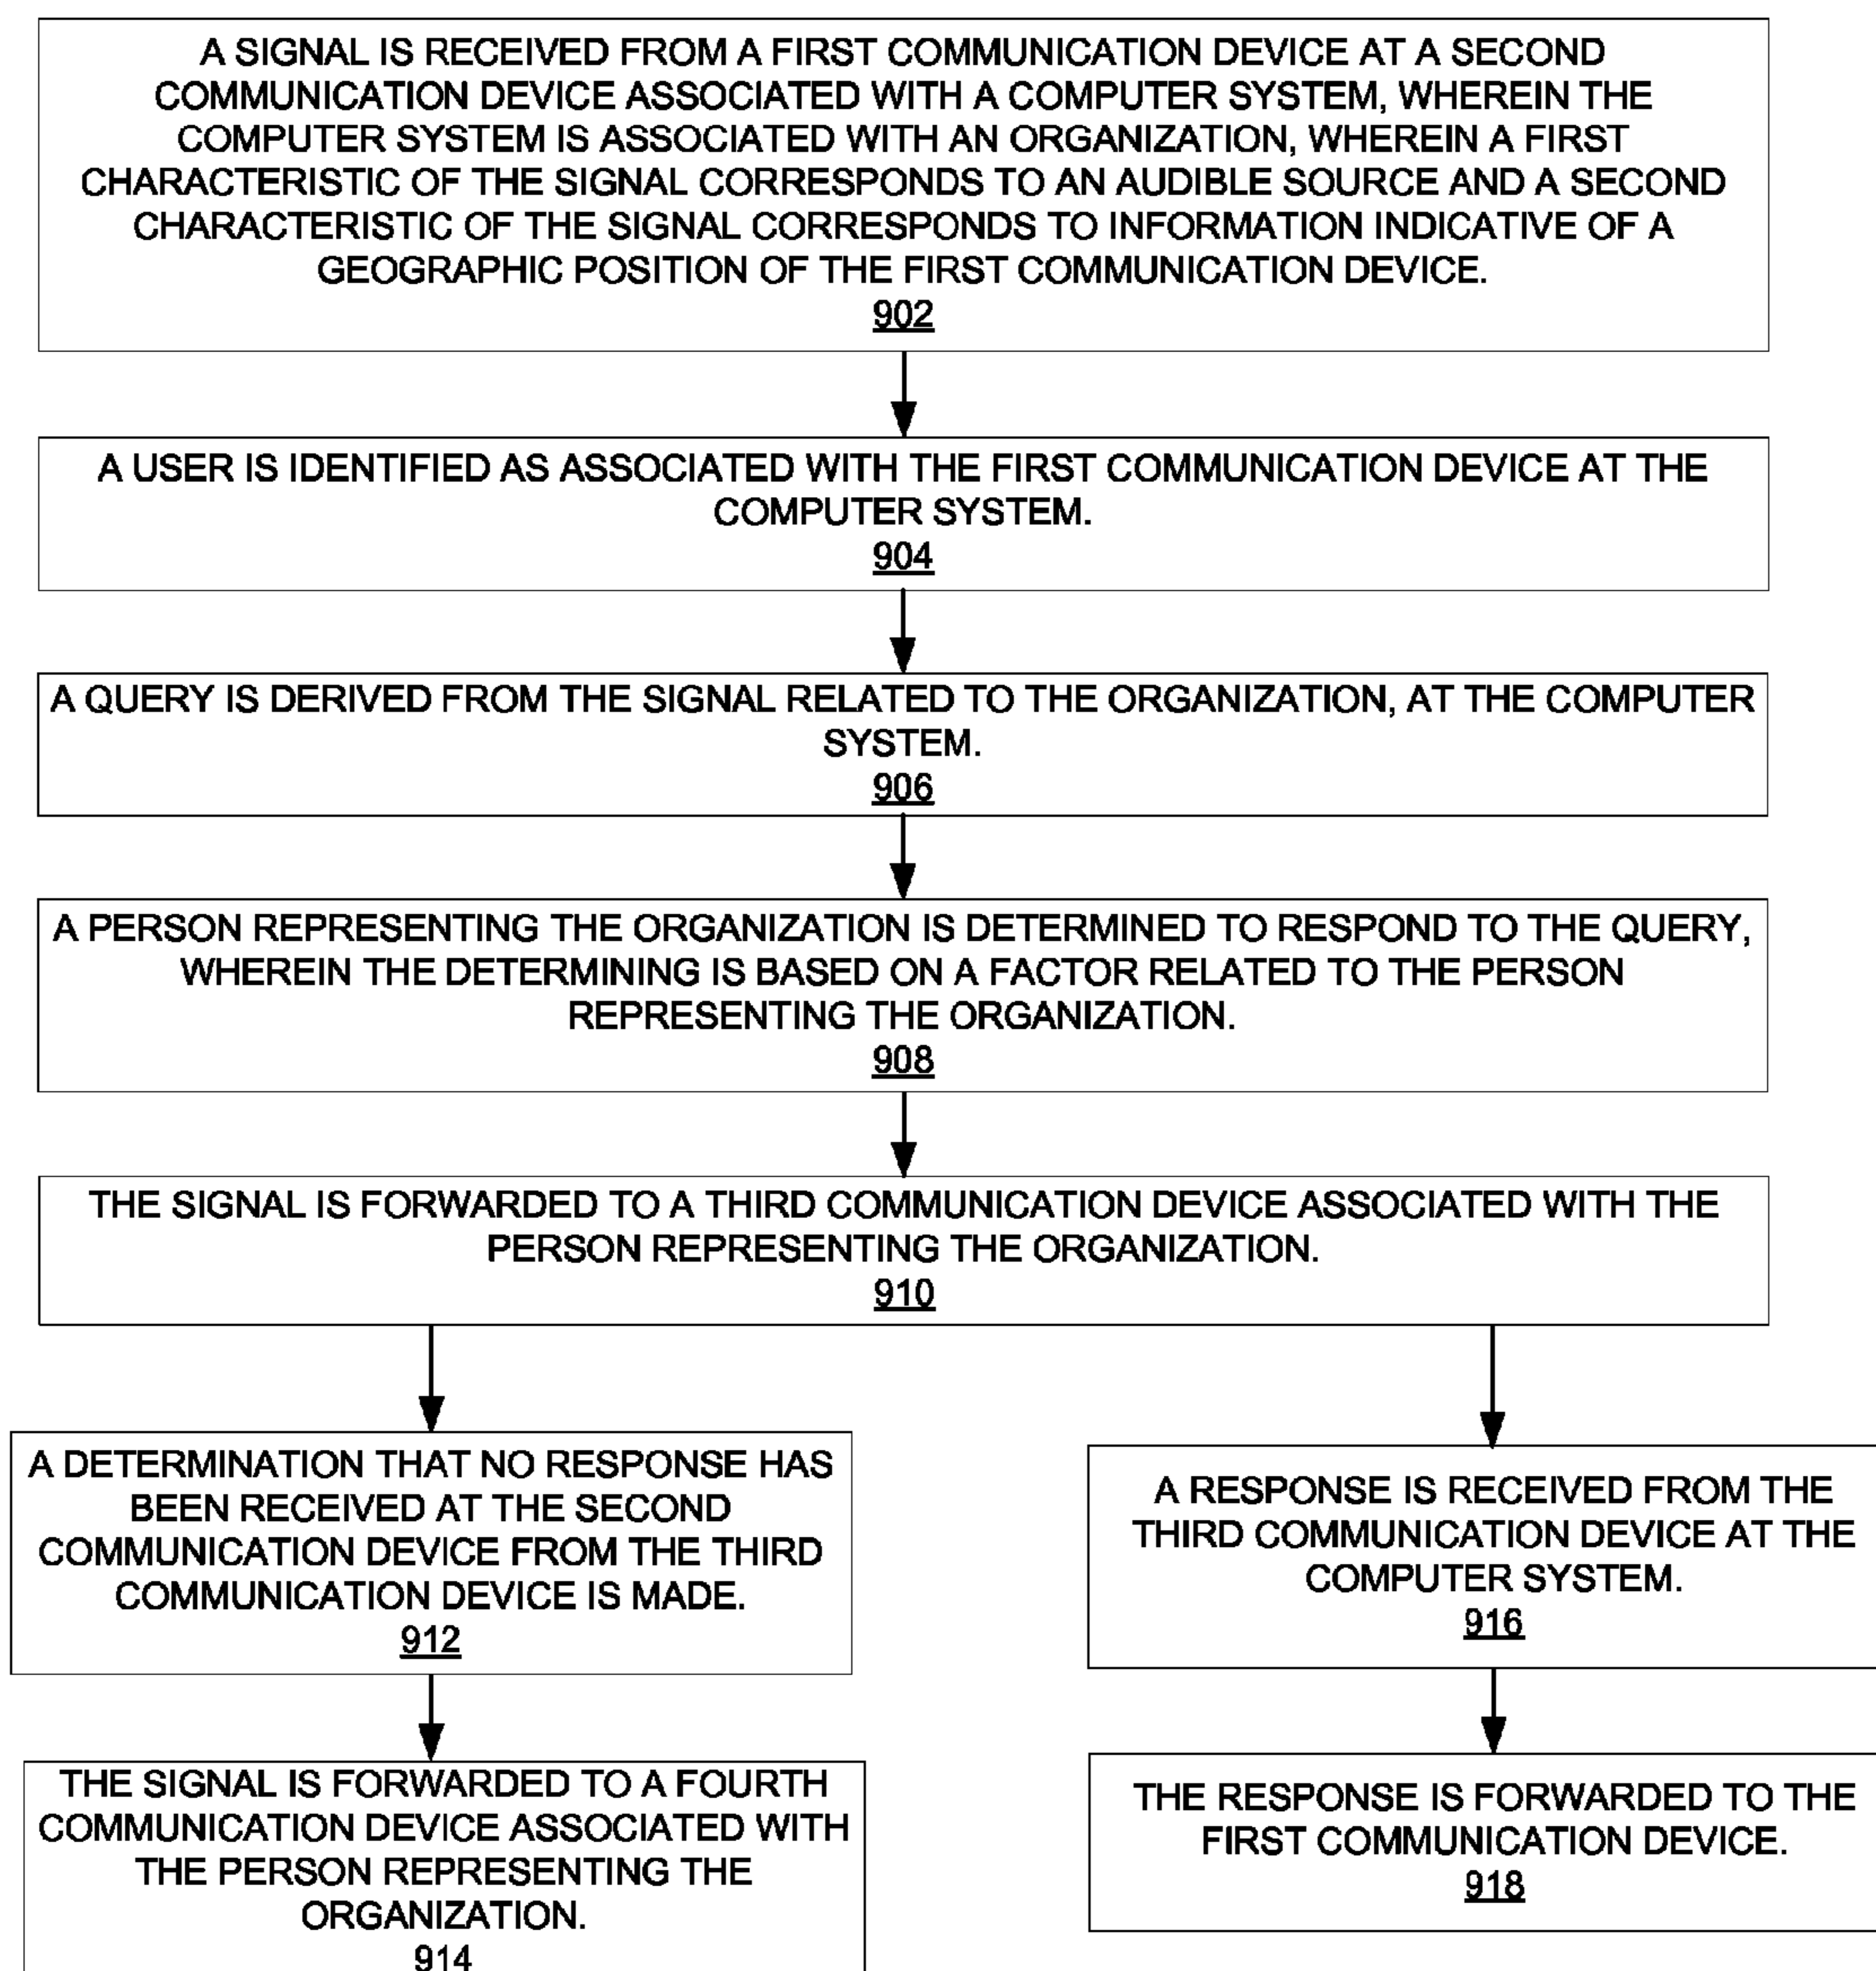 A SIGNAL IS RECEIVED FROM A FIRST COMMUNICATION DEVICE AT A SECOND
COMMUNICATION DEVICE ASSOCIATED WITH A COMPUTER SYSTEM, WHEREIN THE
COMPUTER SYSTEM IS ASSOCIATED WITH AN ORGANIZATION, WHEREIN A FIRST
CHARACTERISTIC OF THE SIGNAL CORRESPONDS TO AN AUDIBLE SOURCE AND A SECOND
CHARACTERISTIC OF THE SIGNAL CORRESPONDS TO INFORMATION INDICATIVE OF A
GEOGRAPHIC POSITION OF THE FIRST COMMUNICATION DEVICE.
902
A USER IS IDENTIFIED AS ASSOCIATED WITH THE FIRST COMMUNICATION DEVICE AT THE
COMPUTER SYSTEM.
904
A QUERY IS DERIVED FROM THE SIGNAL RELATED TO THE ORGANIZATION, AT THE COMPUTER
SYSTEM.
906
A PERSON REPRESENTING THE ORGANIZATION IS DETERMINED TO RESPOND TO THE QUERY,
WHEREIN THE DETERMINING IS BASED ON A FACTOR RELATED TO THE PERSON
REPRESENTING THE ORGANIZATION.
908
THE SIGNAL IS FORWARDED TO A THIRD COMMUNICATION DEVICE ASSOCIATED WITH THE
PERSON REPRESENTING THE ORGANIZATION.
910
A DETERMINATION THAT NO RESPONSE HAS
BEEN RECEIVED AT THE SECOND
COMMUNICATION DEVICE FROM THE THIRD
COMMUNICATION DEVICE IS MADE.
912
THE SIGNAL IS FORWARDED TO A FOURTH
COMMUNICATION DEVICE ASSOCIATED WITH
THE PERSON REPRESENTING THE
ORGANIZATION.
914
A RESPONSE IS RECEIVED FROM THE
THIRD COMMUNICATION DEVICE AT THE
COMPUTER SYSTEM.
916
THE RESPONSE IS FORWARDED TO THE
FIRST COMMUNICATION DEVICE.
918